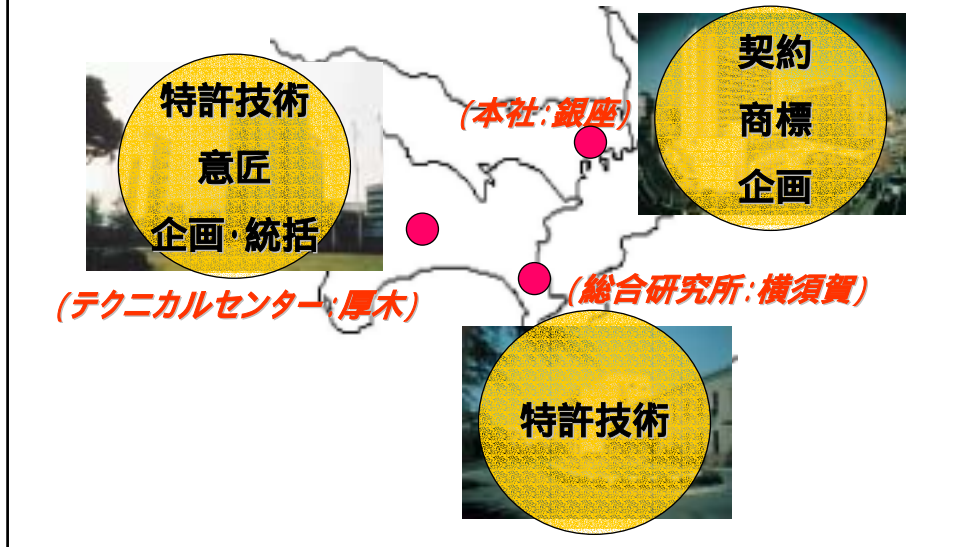 特許技術
意匠
企画・統括
(テクニカルセンター:厚木)
(本社:銀座)
契約
商標
企画
(総合研究所:横須賀)
特許技術